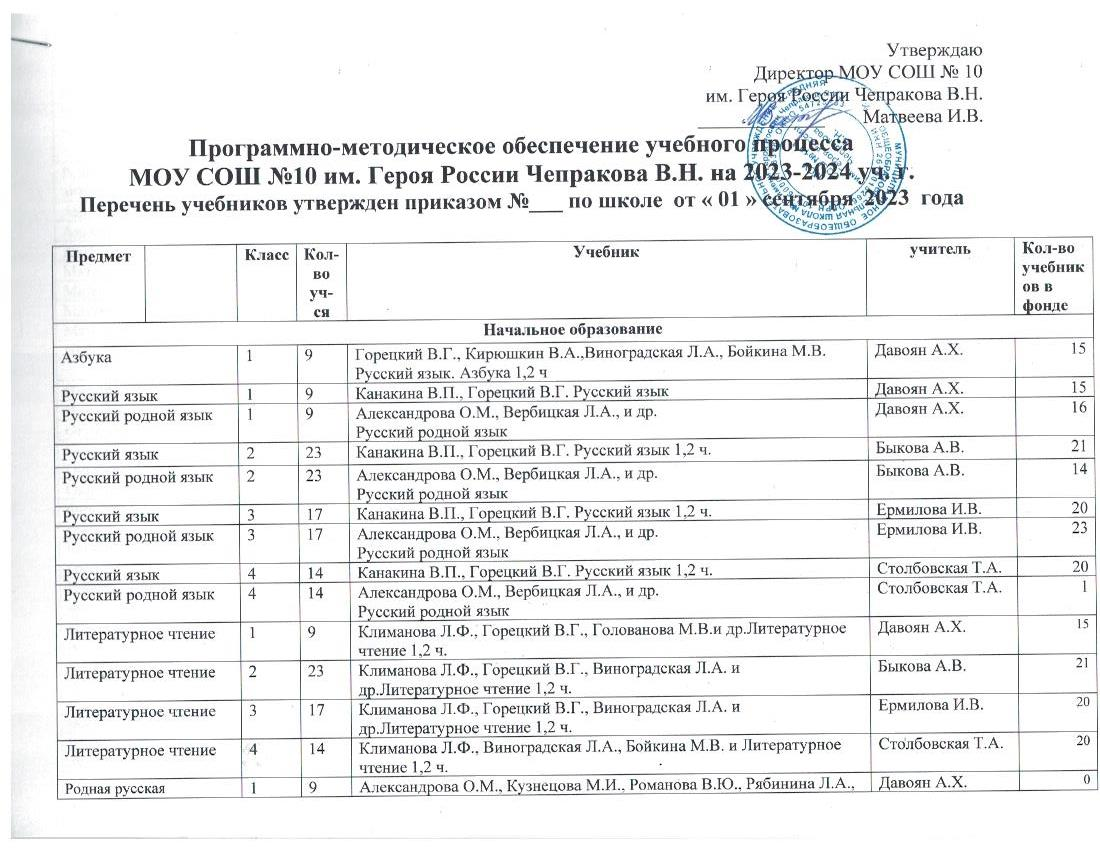 Утверждаю
Директор МОУ СОШ № 10
им. Героя России Чепракова В.Н.
Матвеева И.В.
Программно-методическое обеспечение учебного процесса
МОУ СОШ №10 им. Героя России Чепракова В.Н. на 2023-2024 уч. г.
Перечень учебников утвержден приказом №___ по школе от « 01 » сентября 2023 года
Предмет Класс Кол-во уч-ся Учебник учитель Кол-во учебников в фонде
Начальное образование
Азбука 1 9 Горецкий В.Г., Кирюшкин В.А.,Виноградская Л.А., Бойкина М.В. Давоян А.Х. 15
Русский язык. Азбука 1,2 ч
Русский язык 1 9 Канакина В.П., Горецкий В.Г. Русский язык Давоян А.Х. 15
Русский родной язык 1 9 Александрова О.М., Вербицкая Л.А., и др. Давоян А.Х. 16
Русский родной язык
Русский язык 2 23 Канакина В.П., Горецкий В.Г. Русский язык 1,2 ч. Быкова А.В. 21
Русский родной язык 2 23 Александрова О.М., Вербицкая Л.А., и др. Быкова А.В. 14
Русский родной язык
Русский язык 3 17 Канакина В.П., Горецкий В.Г. Русский язык 1,2 ч. Ермилова И.В. 20
Русский родной язык 3 17 Александрова О.М., Вербицкая Л.А., и др. Ермилова И.В. 23
Русский родной язык
Русский язык 4 14 Канакина В.П., Горецкий В.Г. Русский язык 1,2 ч. Столбовская Т.А. 20
Русский родной язык 4 14 Александрова О.М., Вербицкая Л.А., и др. Столбовская Т.А. 1
Русский родной язык
Литературное чтение 1 9 Климанова Л.Ф., Горецкий В.Г., Голованова М.В.и др.Литературное Давоян А.Х. 15
чтение 1,2 ч.
Литературное чтение 2 23 Климанова Л.Ф., Горецкий В.Г., Виноградская Л.А. и Быкова А.В. 21
др.Литературное чтение 1,2 ч.
Литературное чтение 3 17 Климанова Л.Ф., Горецкий В.Г., Виноградская Л.А. и Ермилова И.В. 20
др.Литературное чтение 1,2 ч.
Литературное чтение 4 14 Климанова Л.Ф., Виноградская Л.А., Бойкина М.В. и Литературное Столбовская Т.А. 20
чтение 1,2 ч.
Родная русская 1 9 Александрова О.М., Кузнецова М.И., Романова В.Ю., Рябинина Л.А., Давоян А.Х. 0